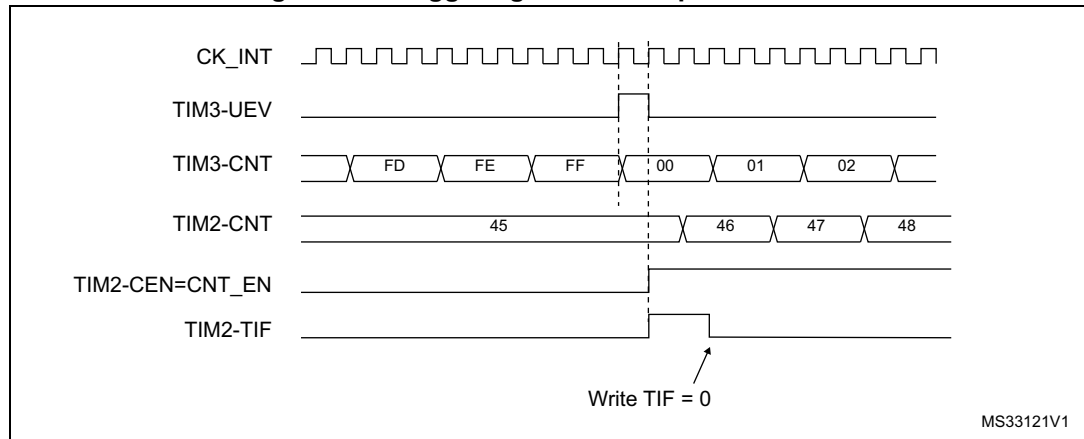 CK_INT
TIM3-UEV
TIM3-CNT FD FE FF 00 01 02
TIM2-CNT 45 46 47 48
TIM2-CEN=CNT_EN
TIM2-TIF
Write TIF = 0
MS33121V1